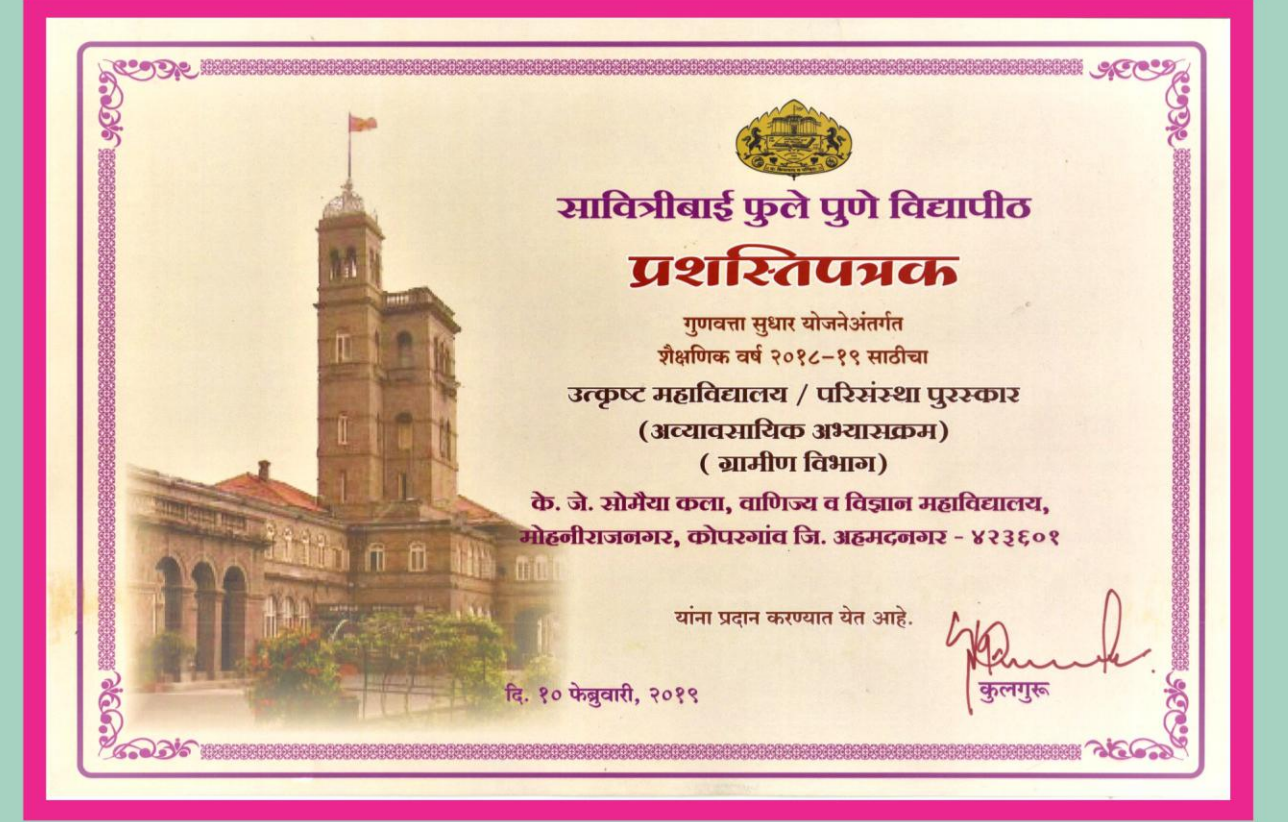 सावित्रीबाई फुले पुणे विद्यापीठ
प्रशस्तिपत्रक
गुणवत्ता सुधार योजनेअंतर्गत
शैक्षणिक वर्ष २०१८-१९ साठीचा
उत्कृष्ट महाविद्यालय / परिसंस्था पुरस्कार
(अव्यावसायिक अभ्यासक्रम)
( ग्रामीण विभाग)
के. जे. सोमैया कला, वाणिज्य व विज्ञान महाविद्यालय,
मोहनीराजनगर, कोपरगांव जि. अहमदनगर - ४२३६०१
यांना प्रदान करण्यात येत आहे.
कुलगुरू
दि. १० फेब्रुवारी, २०१९